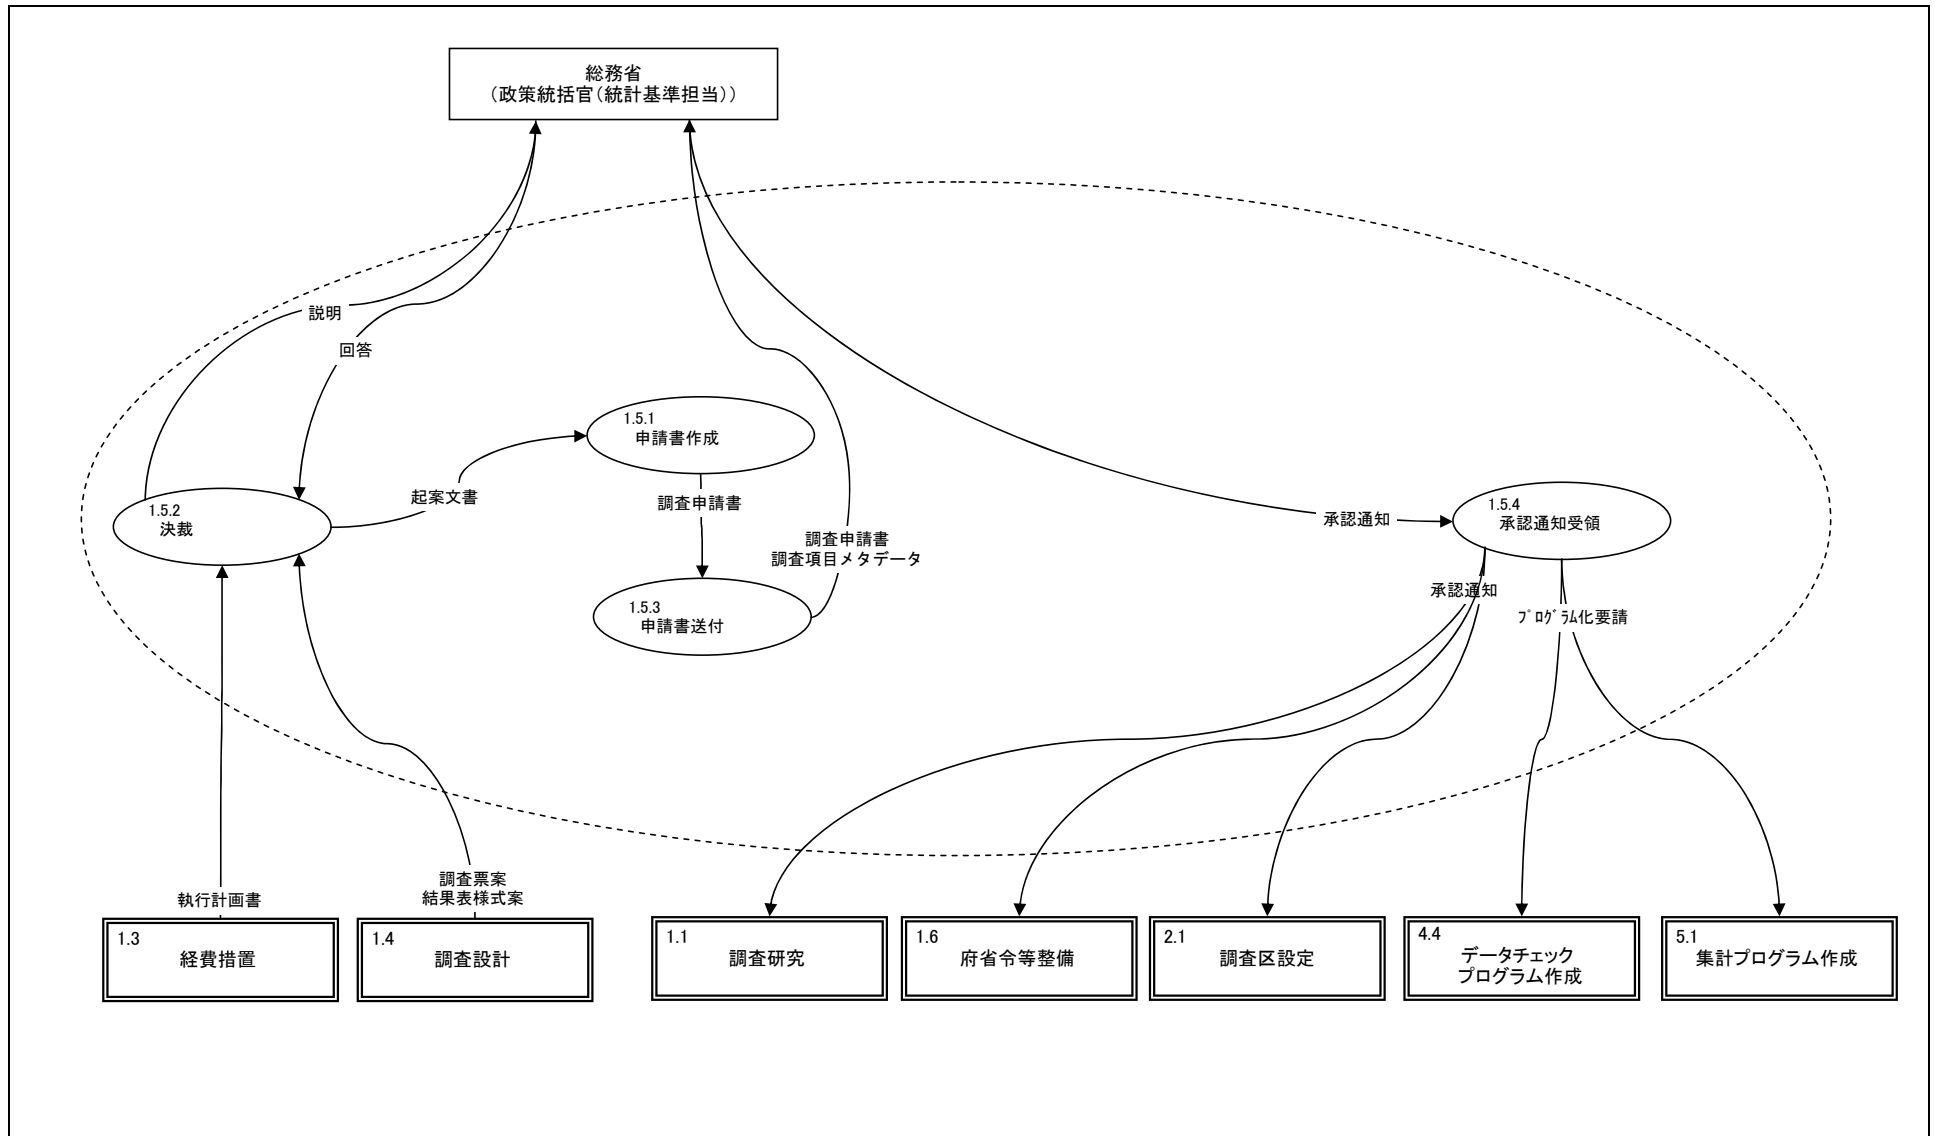 総務省
（政策統括官（統計基準担当））
説明
回答
1.5.1
申請書作成
起案文書
調査申請書
1.5.2
決裁
1.5.4
承認通知受領
承認通知
調査申請書
調査項目メタデータ
1.5.3
申請書送付
承認通知
ﾌﾟﾛｸﾞﾗﾑ化要請
執行計画書
調査票案
結果表様式案
1.3
経費措置
1.4
調査設計
1.1
調査研究
1.6
府省令等整備
2.1
調査区設定
4.4
データチェック
プログラム作成
5.1
集計プログラム作成